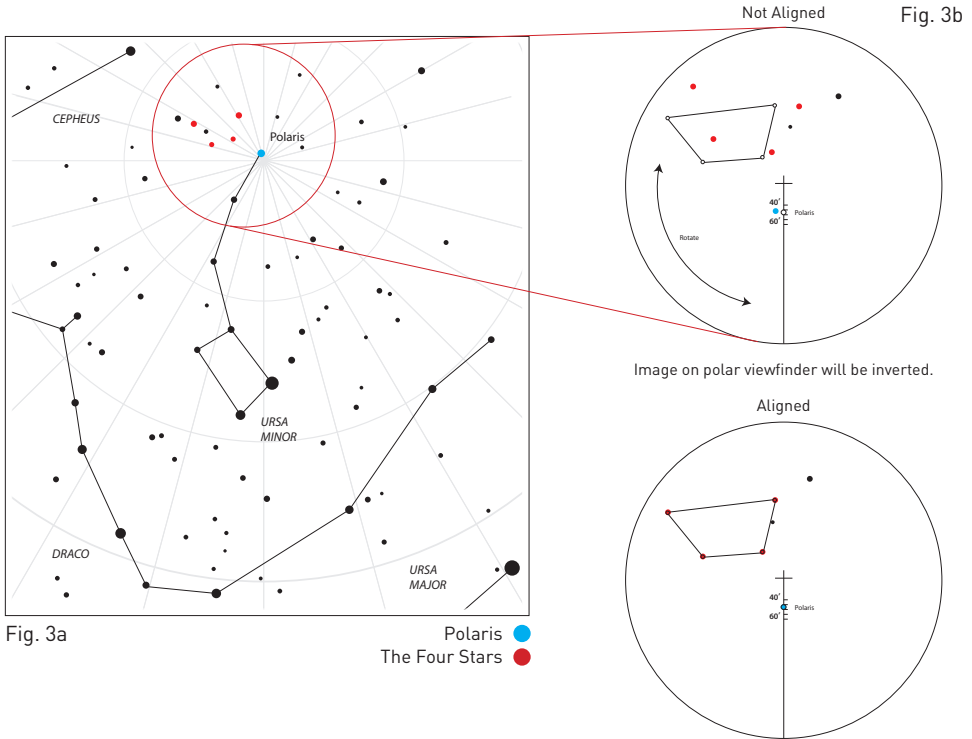 Not Aligned
Fig. 3b
CEPHEUS
Polaris
40'
60'
Polaris
Rotate
Image on polar viewfinder will be inverted.
Aligned
URSA
MINOR
DRACO
URSA
MAJOR
40'
60'
Polaris
Fig. 3a
Polaris
The Four Stars